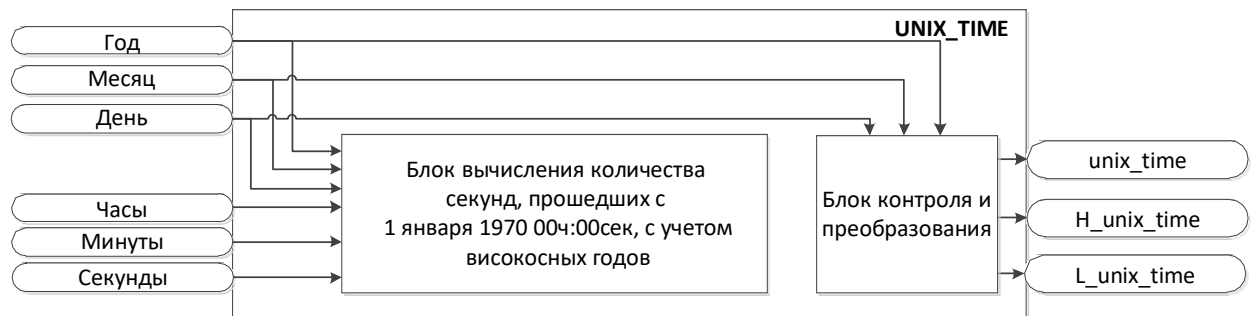 UNIX_TIME
Год
Месяц
День
Часы
Минуты
Секунды
Блок вычисления количества
секунд, прошедших с
1 января 1970 00ч:00сек, с учетом
високосных годов
Блок контроля и
преобразования
unix_time
H_unix_time
L_unix_time